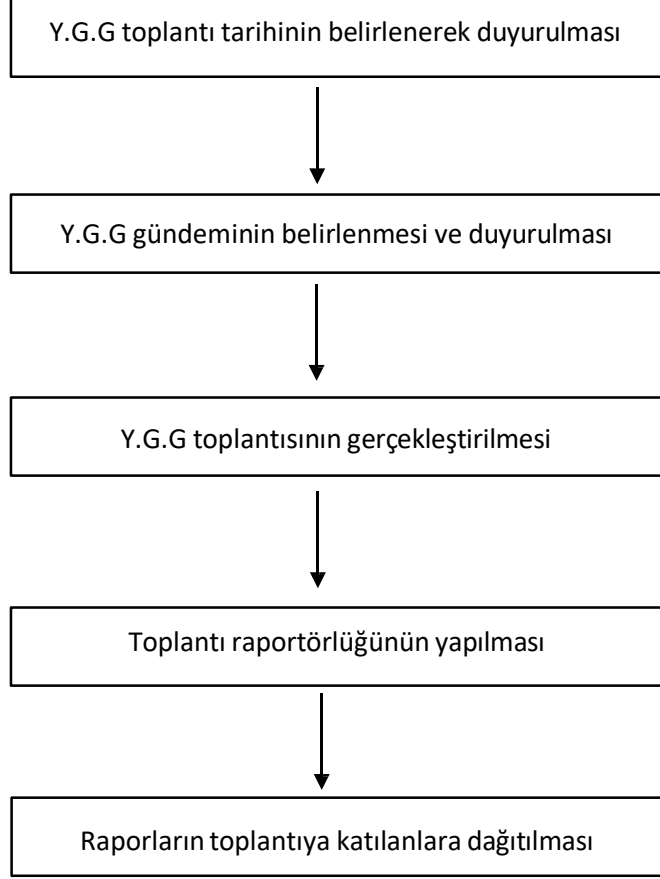 Y.G.G toplantı tarihinin belirlenerek duyurulması
Y.G.G gündeminin belirlenmesi ve duyurulması
Y.G.G toplantısının gerçekleştirilmesi
Toplantı raportörlüğünün yapılması
Raporların toplantıya katılanlara dağıtılması